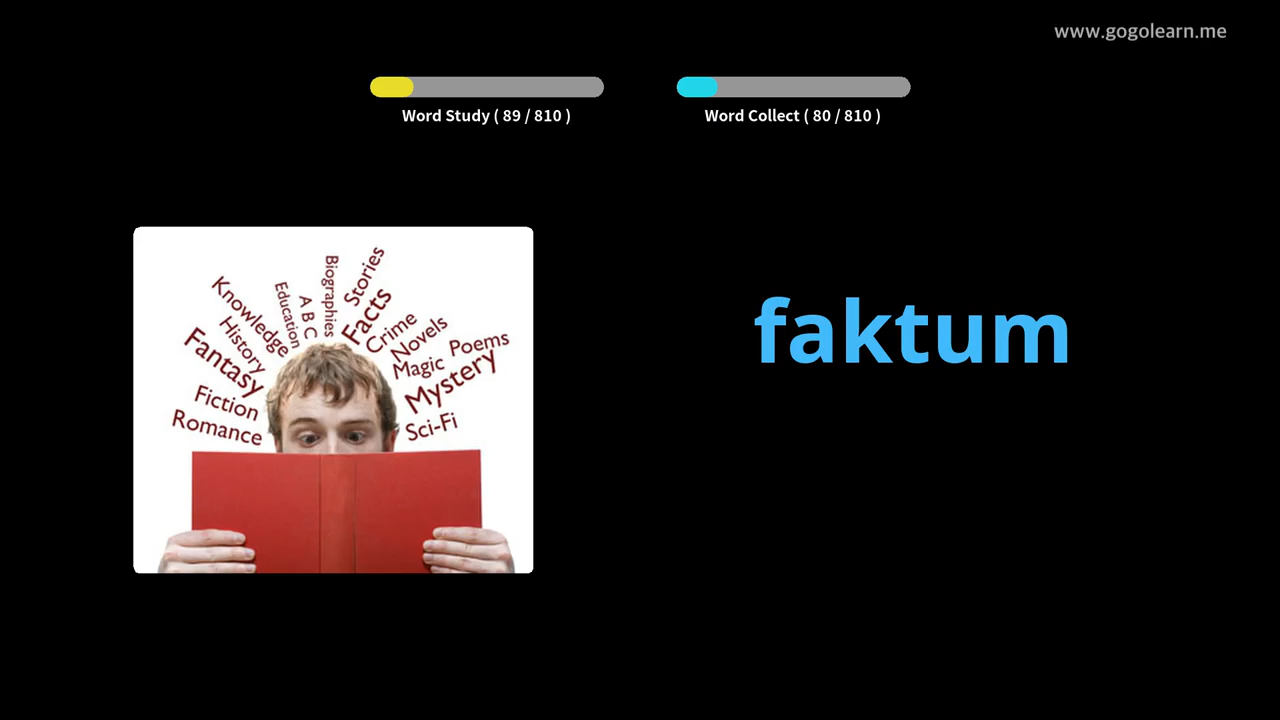 www.gogolearn.me
Word Study ( 89 / 810 )
Word Collect ( 80 / 810 )
faktum
Knowledge
Education
A B C
Biographies
Stories
Facts
Crime
Novels
Poems
Magic
Mystery
Sci-Fi
History
Fantasy
Fiction
Romance